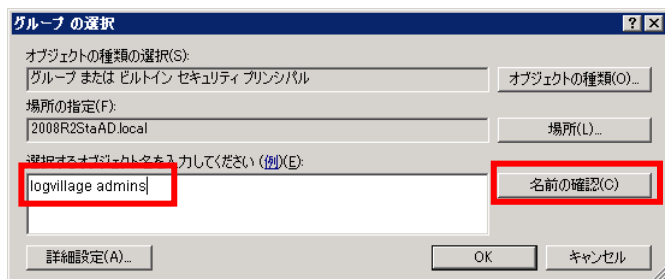 グループ の選択
オブジェクトの種類の選択(S):
グループ または ビルトイン セキュリティ プリンシパル
オブジェクトの種類(O)...
場所の指定(F):
2008R2StaAD.local
場所(L)...
選択するオブジェクト名を入力してください (例)(E):
logvillage admins
名前の確認(C)
詳細設定(A)...
OK
キャンセル